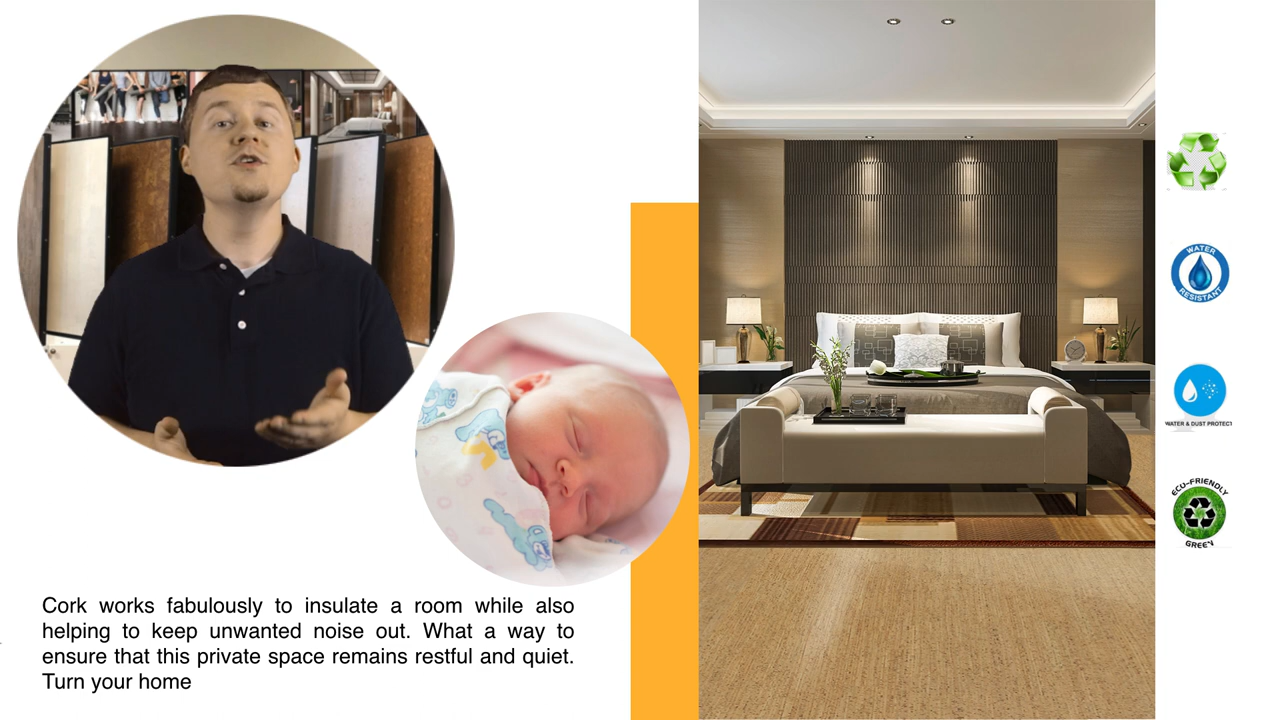 Cork works fabulously to insulate a room while also
helping to keep unwanted noise out. What a way to
ensure that this private space remains restful and quiet.
Turn your home
WATER
RESISTANT
WATER & DUST PROTECT
ECO-FRIENDLY
GREEN